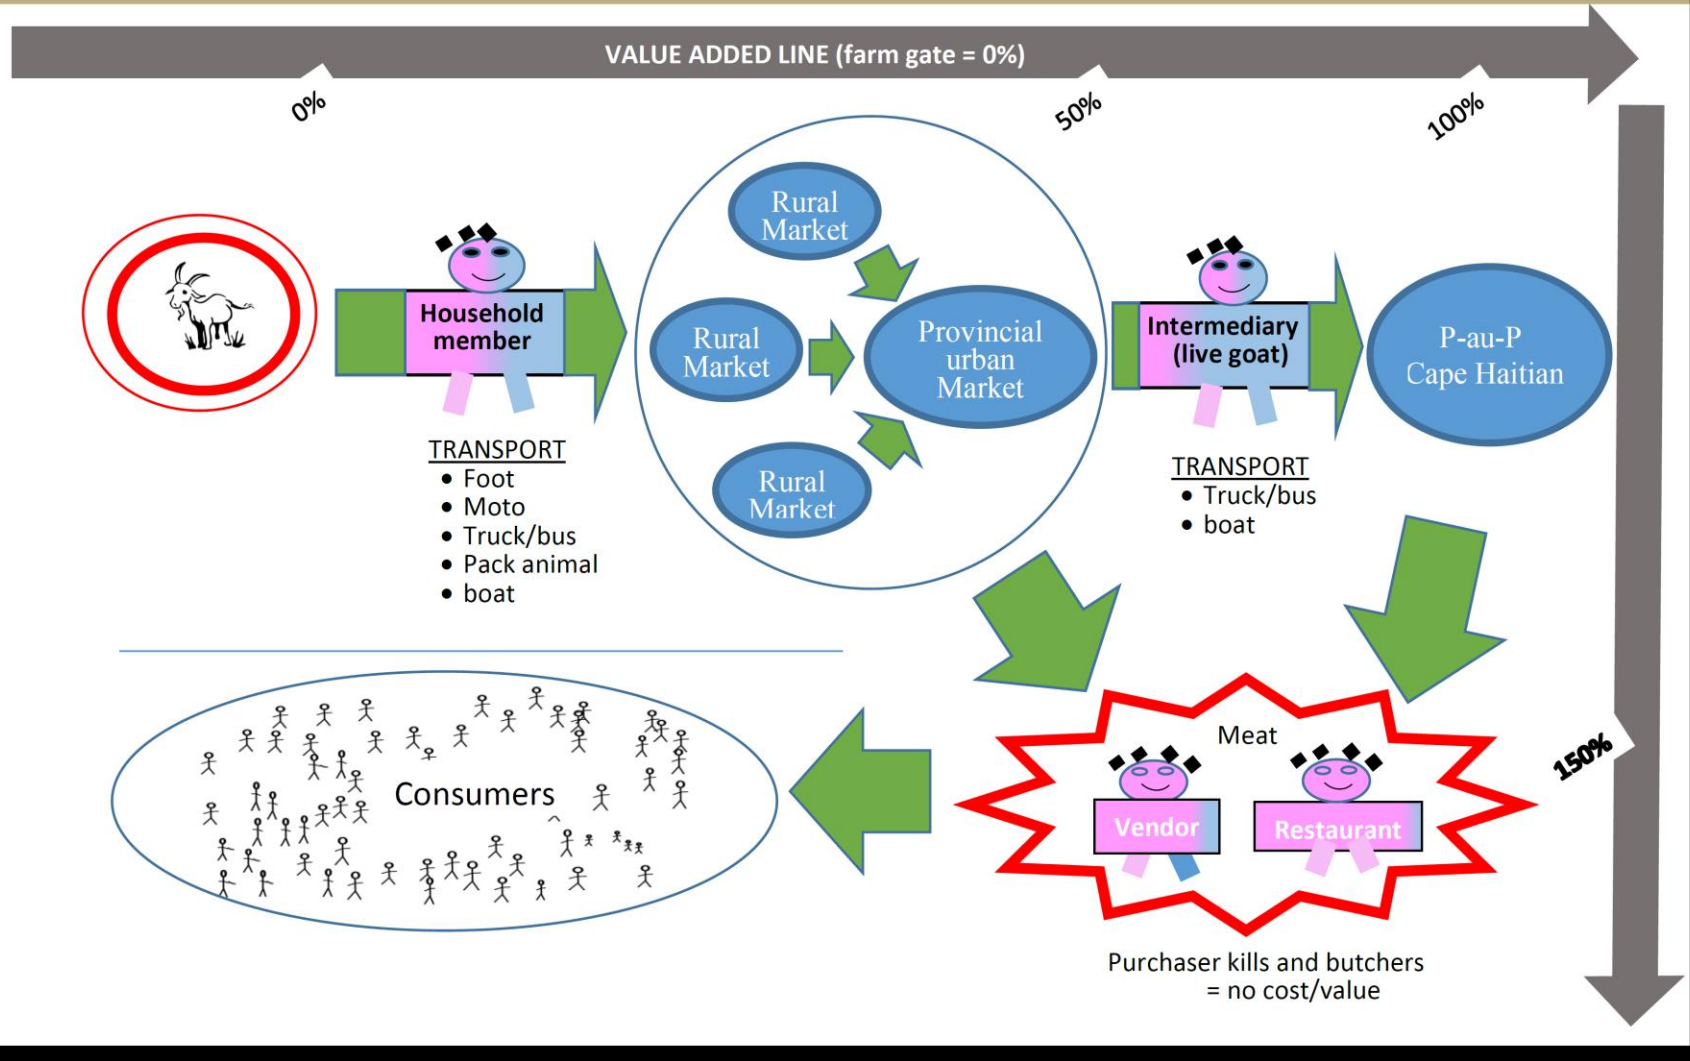 VALUE ADDED LINE (farm gate = 0%)
0%
50%
100%
Household
member
TRANSPORT
• Foot
• Moto
• Truck/bus
• Pack animal
• boat
Rural
Market
Rural
Market
Rural
Market
Provincial
urban
Market
Intermediary
(live goat)
TRANSPORT
• Truck/bus
• boat
P-au-P
Cape Haitian
150%
Meat
Vendor
Restaurant
Purchaser kills and butchers
= no cost/value
Consumers